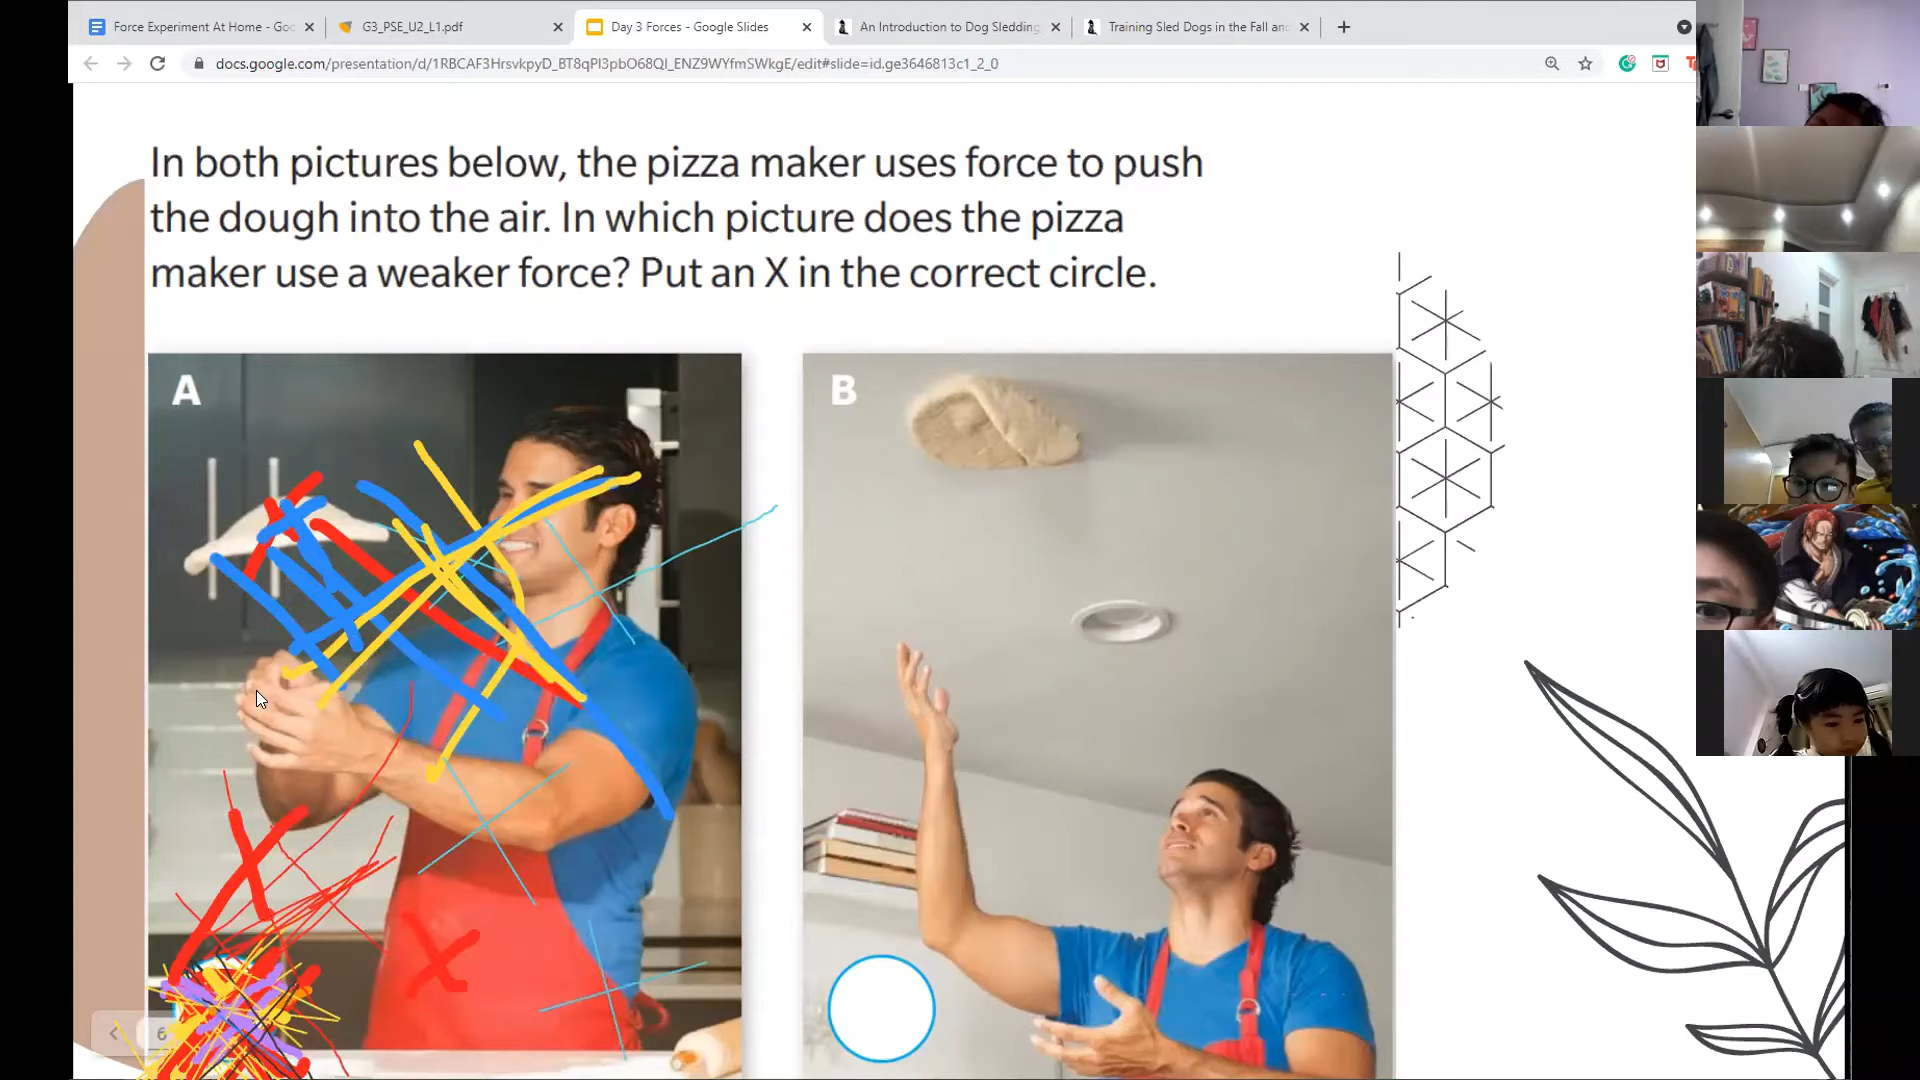 Force Experiment At Home - Goo
G3_PSE_U2_L1.pdf
Day 3 Forces - Google Slides
An Introduction to Dog Sledding
Training Sled Dogs in the Fall and
docs.google.com/presentation/d/1RBCAF3HrsvkpyD_BT8qPl3pbO68QI_ENZ9WYfmSWkgE/edit#slide=id.ge3646813c1_2_0
In both pictures below, the pizza maker uses force to push
the dough into the air. In which picture does the pizza
maker use a weaker force? Put an X in the correct circle.
A
B
X
6